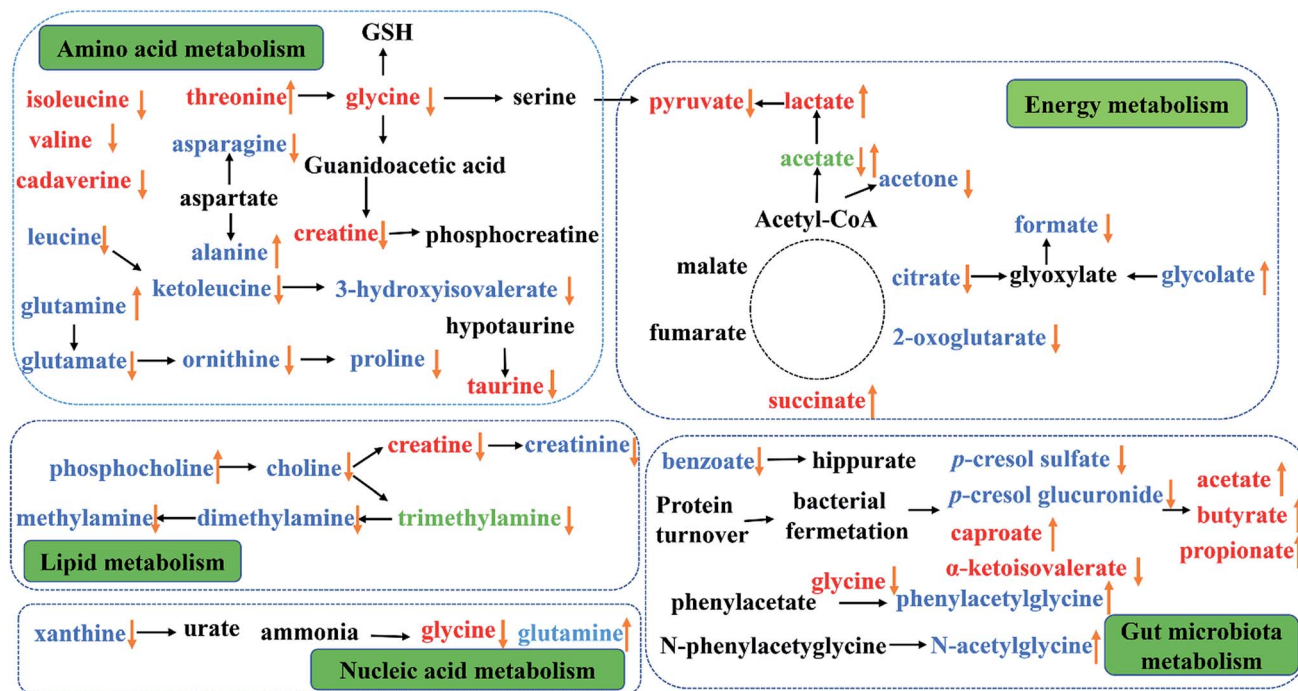 Amino acid metabolism
GSH
isoleucine
threonine
glycine
serine
valine
asparagine
Guanidoacetic acid
cadaverine
aspartate
leucine
alanine
creatine
phosphocreatine
ketoleucine
3-hydroxyisovalerate
glutamine
hypotaurine
glutamate
ornithine
proline
taurine
Energy metabolism
pyruvate
lactate
acetate
acetone
Acetyl-CoA
formate
malate
citrate
glyoxylate
glycolate
fumarate
2-oxoglutarate
succinate
creatine
creatinine
phosphocholine
choline
methylamine
dimethylamine
trimethylamine
Lipid metabolism
xanthine
urate
ammonia
glycine
glutamine
Nucleic acid metabolism
benzoate
hippurate
p-cresol sulfate
acetate
Protein
turnover
bacterial
fermetation
p-cresol glucuronide
butyrate
caproate
propionate
α-ketoisovalerate
glycine
phenylacetate
phenylacetylglycine
N-phenylacetyglycine
N-acetylglycine
Gut microbiota
metabolism